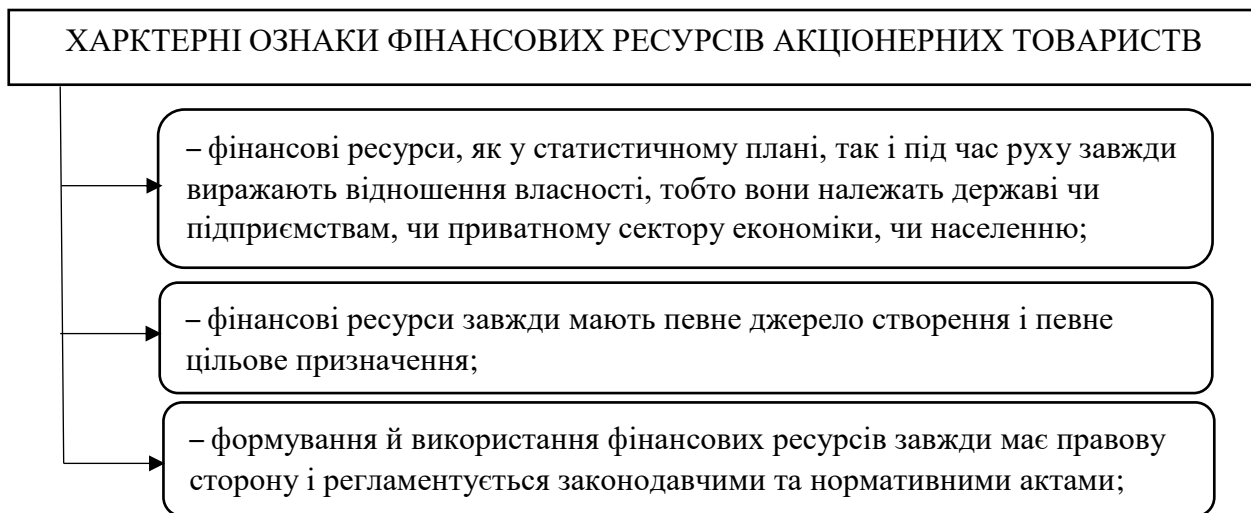 ХАРКТЕРНІ ОЗНАКИ ФІНАНСОВИХ РЕСУРСІВ АКЦІОНЕРНИХ ТОВАРИСТВ
– фінансові ресурси, як у статистичному плані, так і під час руху завжди
виражають відношення власності, тобто вони належать державі чи
підприємствам, чи приватному сектору економіки, чи населенню;
– фінансові ресурси завжди мають певне джерело створення і певне
цільове призначення;
– формування й використання фінансових ресурсів завжди має правову
сторону і регламентується законодавчими та нормативними актами;